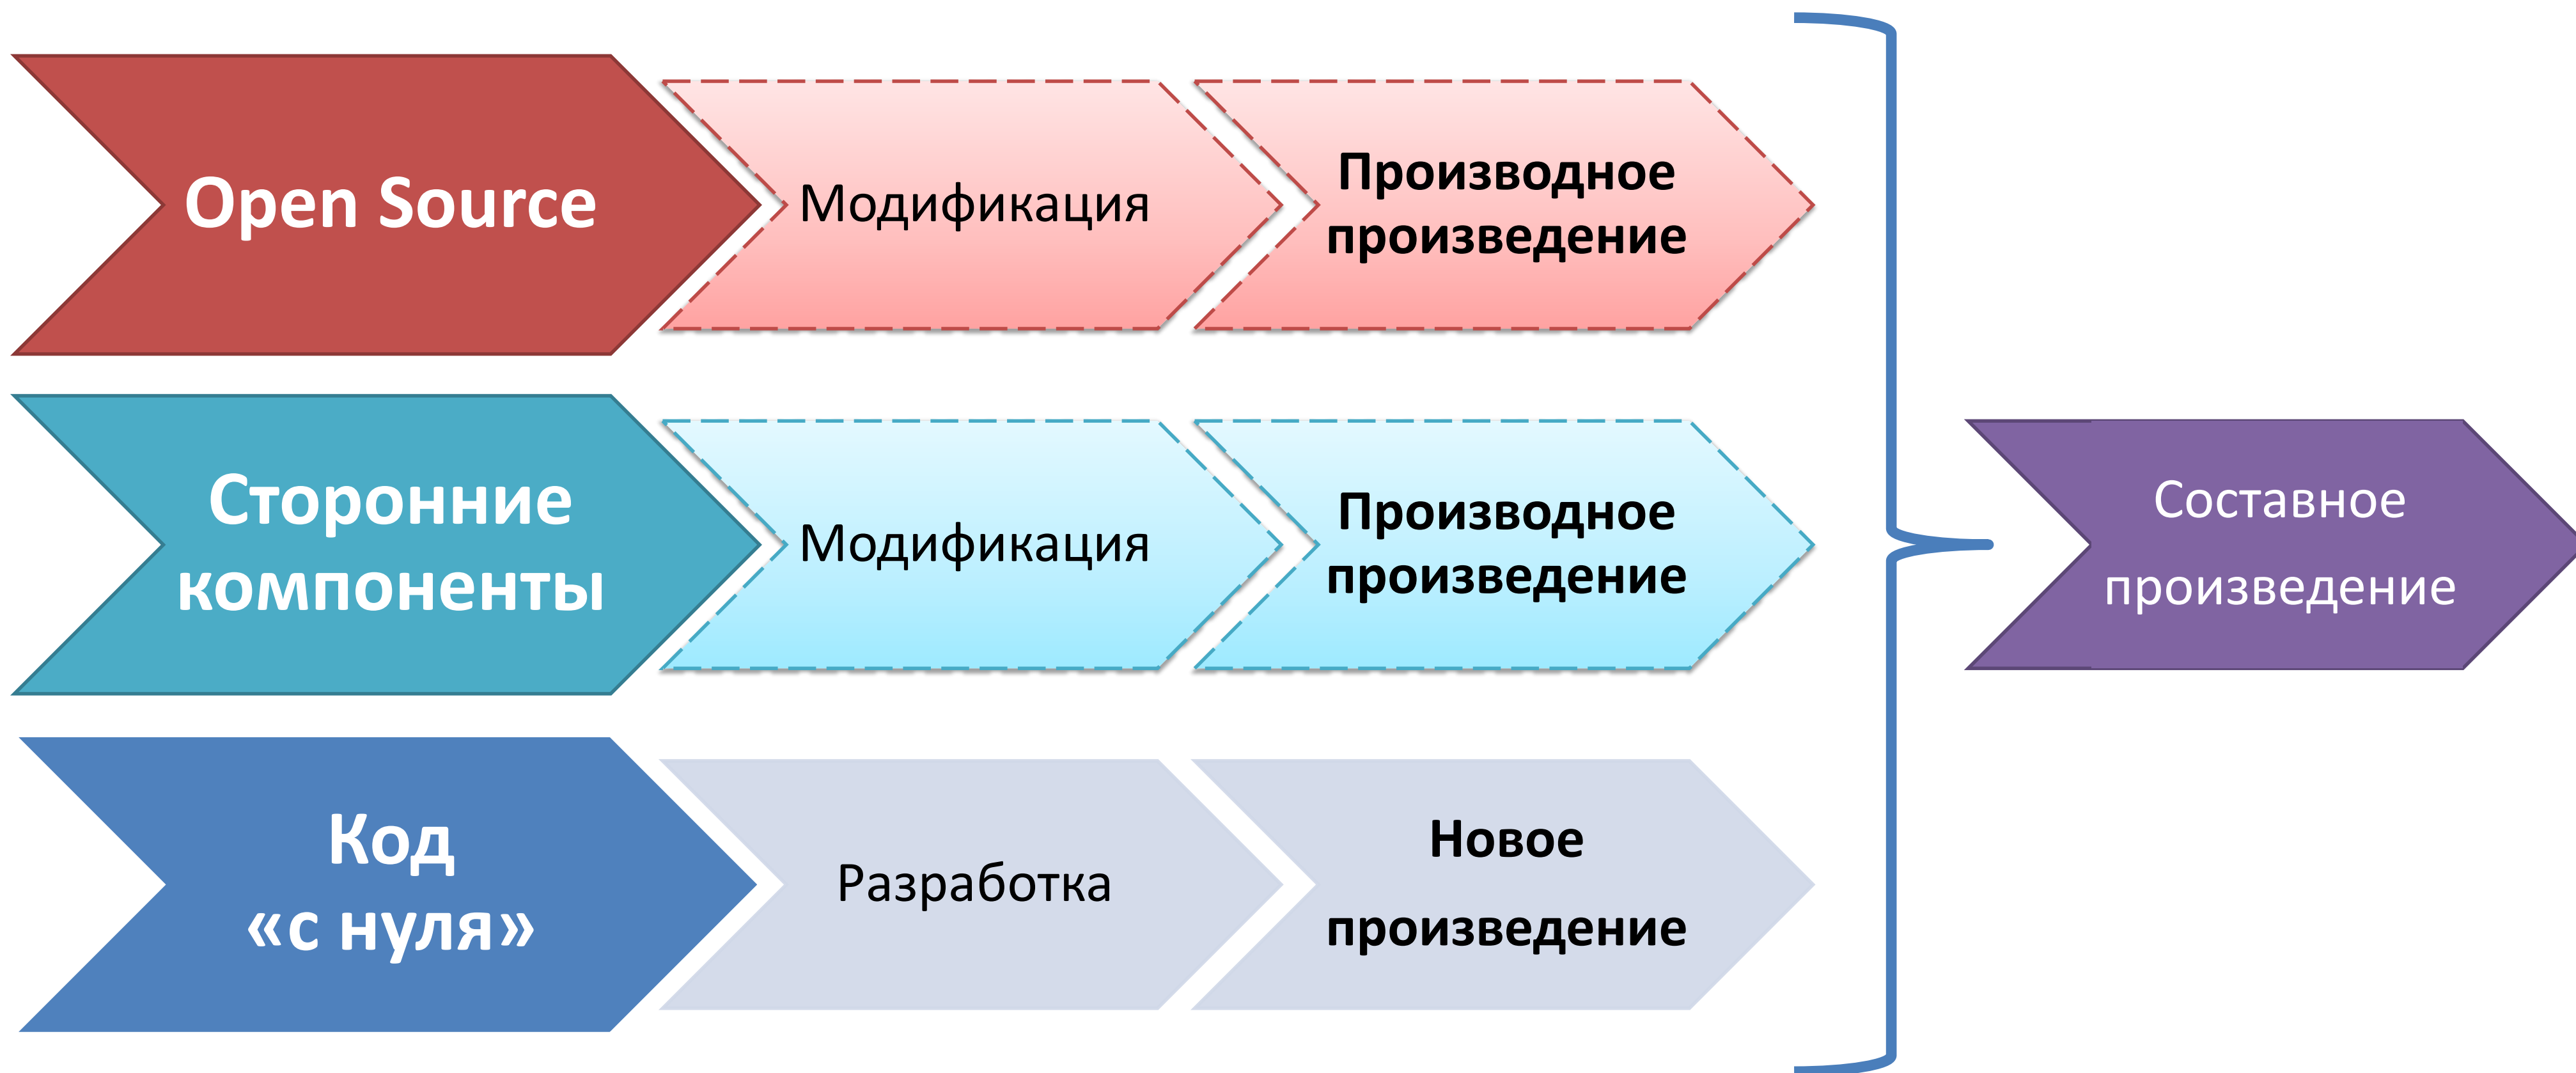 Open Source
Модификация
Производное
произведение
Сторонние
компоненты
Модификация
Производное
произведение
Код
«с нуля»
Разработка
Новое
произведение
Составное
произведение